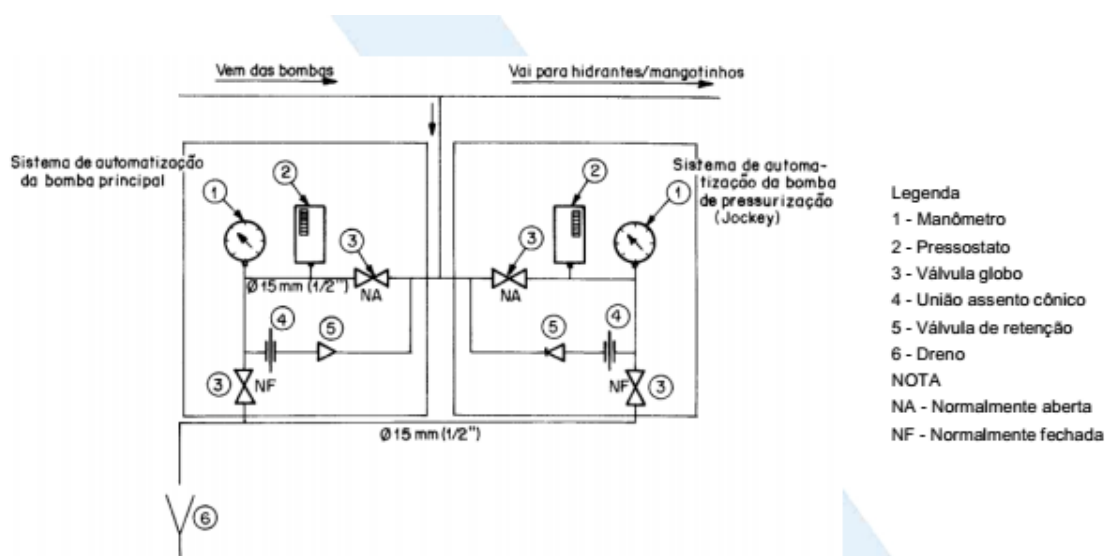 Vem das bombas
Vai para hidrantes/mangotinhos
Sistema de automatização
da bomba principal
1
2
3
NA
Ø 15 mm (1/2")
4
5
3
NF
Sistema de automa-
tização da bomba
de pressurização
(Jockey)
2
1
3
NA
5
4
NF
3
Ø 15 mm (1/2")
6
Legenda
1 - Manômetro
2 - Pressostato
3 - Válvula globo
4 - União assento cônico
5 - Válvula de retenção
6 - Dreno
NOTA
NA - Normalmente aberta
NF - Normalmente fechada